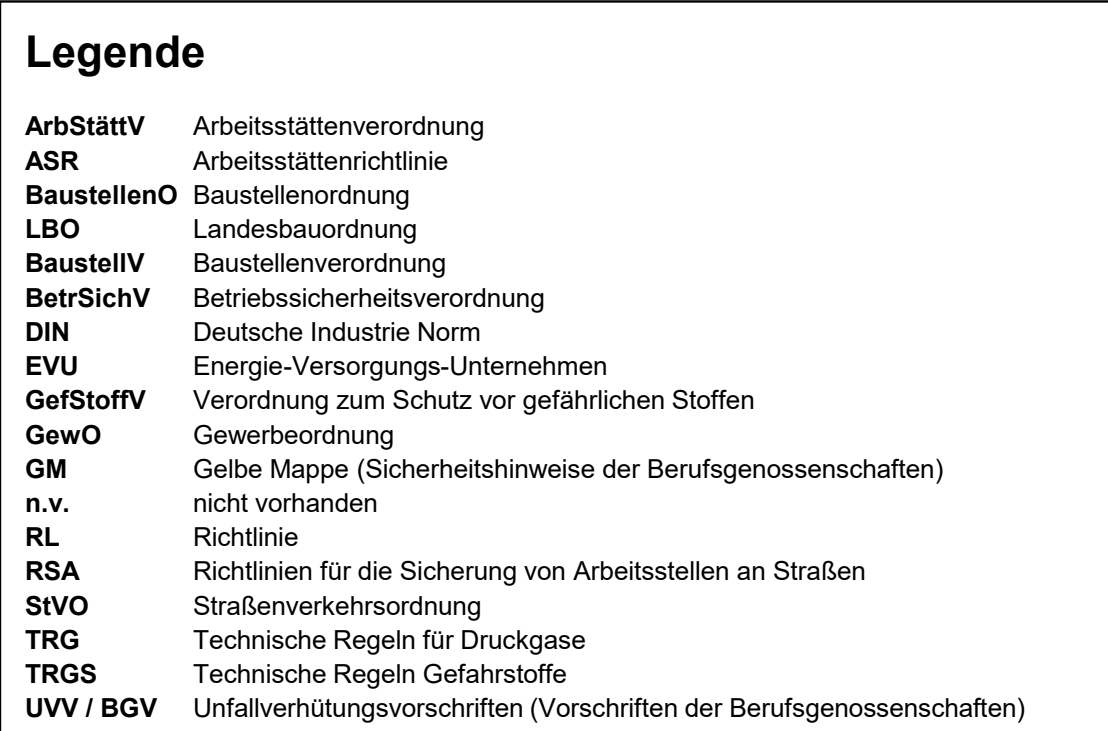 Legende
ArbStättV Arbeitsstättenverordnung
ASR Arbeitsstättenrichtlinie
BaustellenO Baustellenordnung
LBO Landesbauordnung
BaustellV Baustellenverordnung
BetrSichV Betriebssicherheitsverordnung
DIN Deutsche Industrie Norm
EVU Energie-Versorgungs-Unternehmen
GefStoffV Verordnung zum Schutz vor gefährlichen Stoffen
GewO Gewerbeordnung
GM Gelbe Mappe (Sicherheitshinweise der Berufsgenossenschaften)
n.v. nicht vorhanden
RL Richtlinie
RSA Richtlinien für die Sicherung von Arbeitsstellen an Straßen
StVO Straßenverkehrsordnung
TRG Technische Regeln für Druckgase
TRGS Technische Regeln Gefahrstoffe
UVV / BGV Unfallverhütungsvorschriften (Vorschriften der Berufsgenossenschaften)